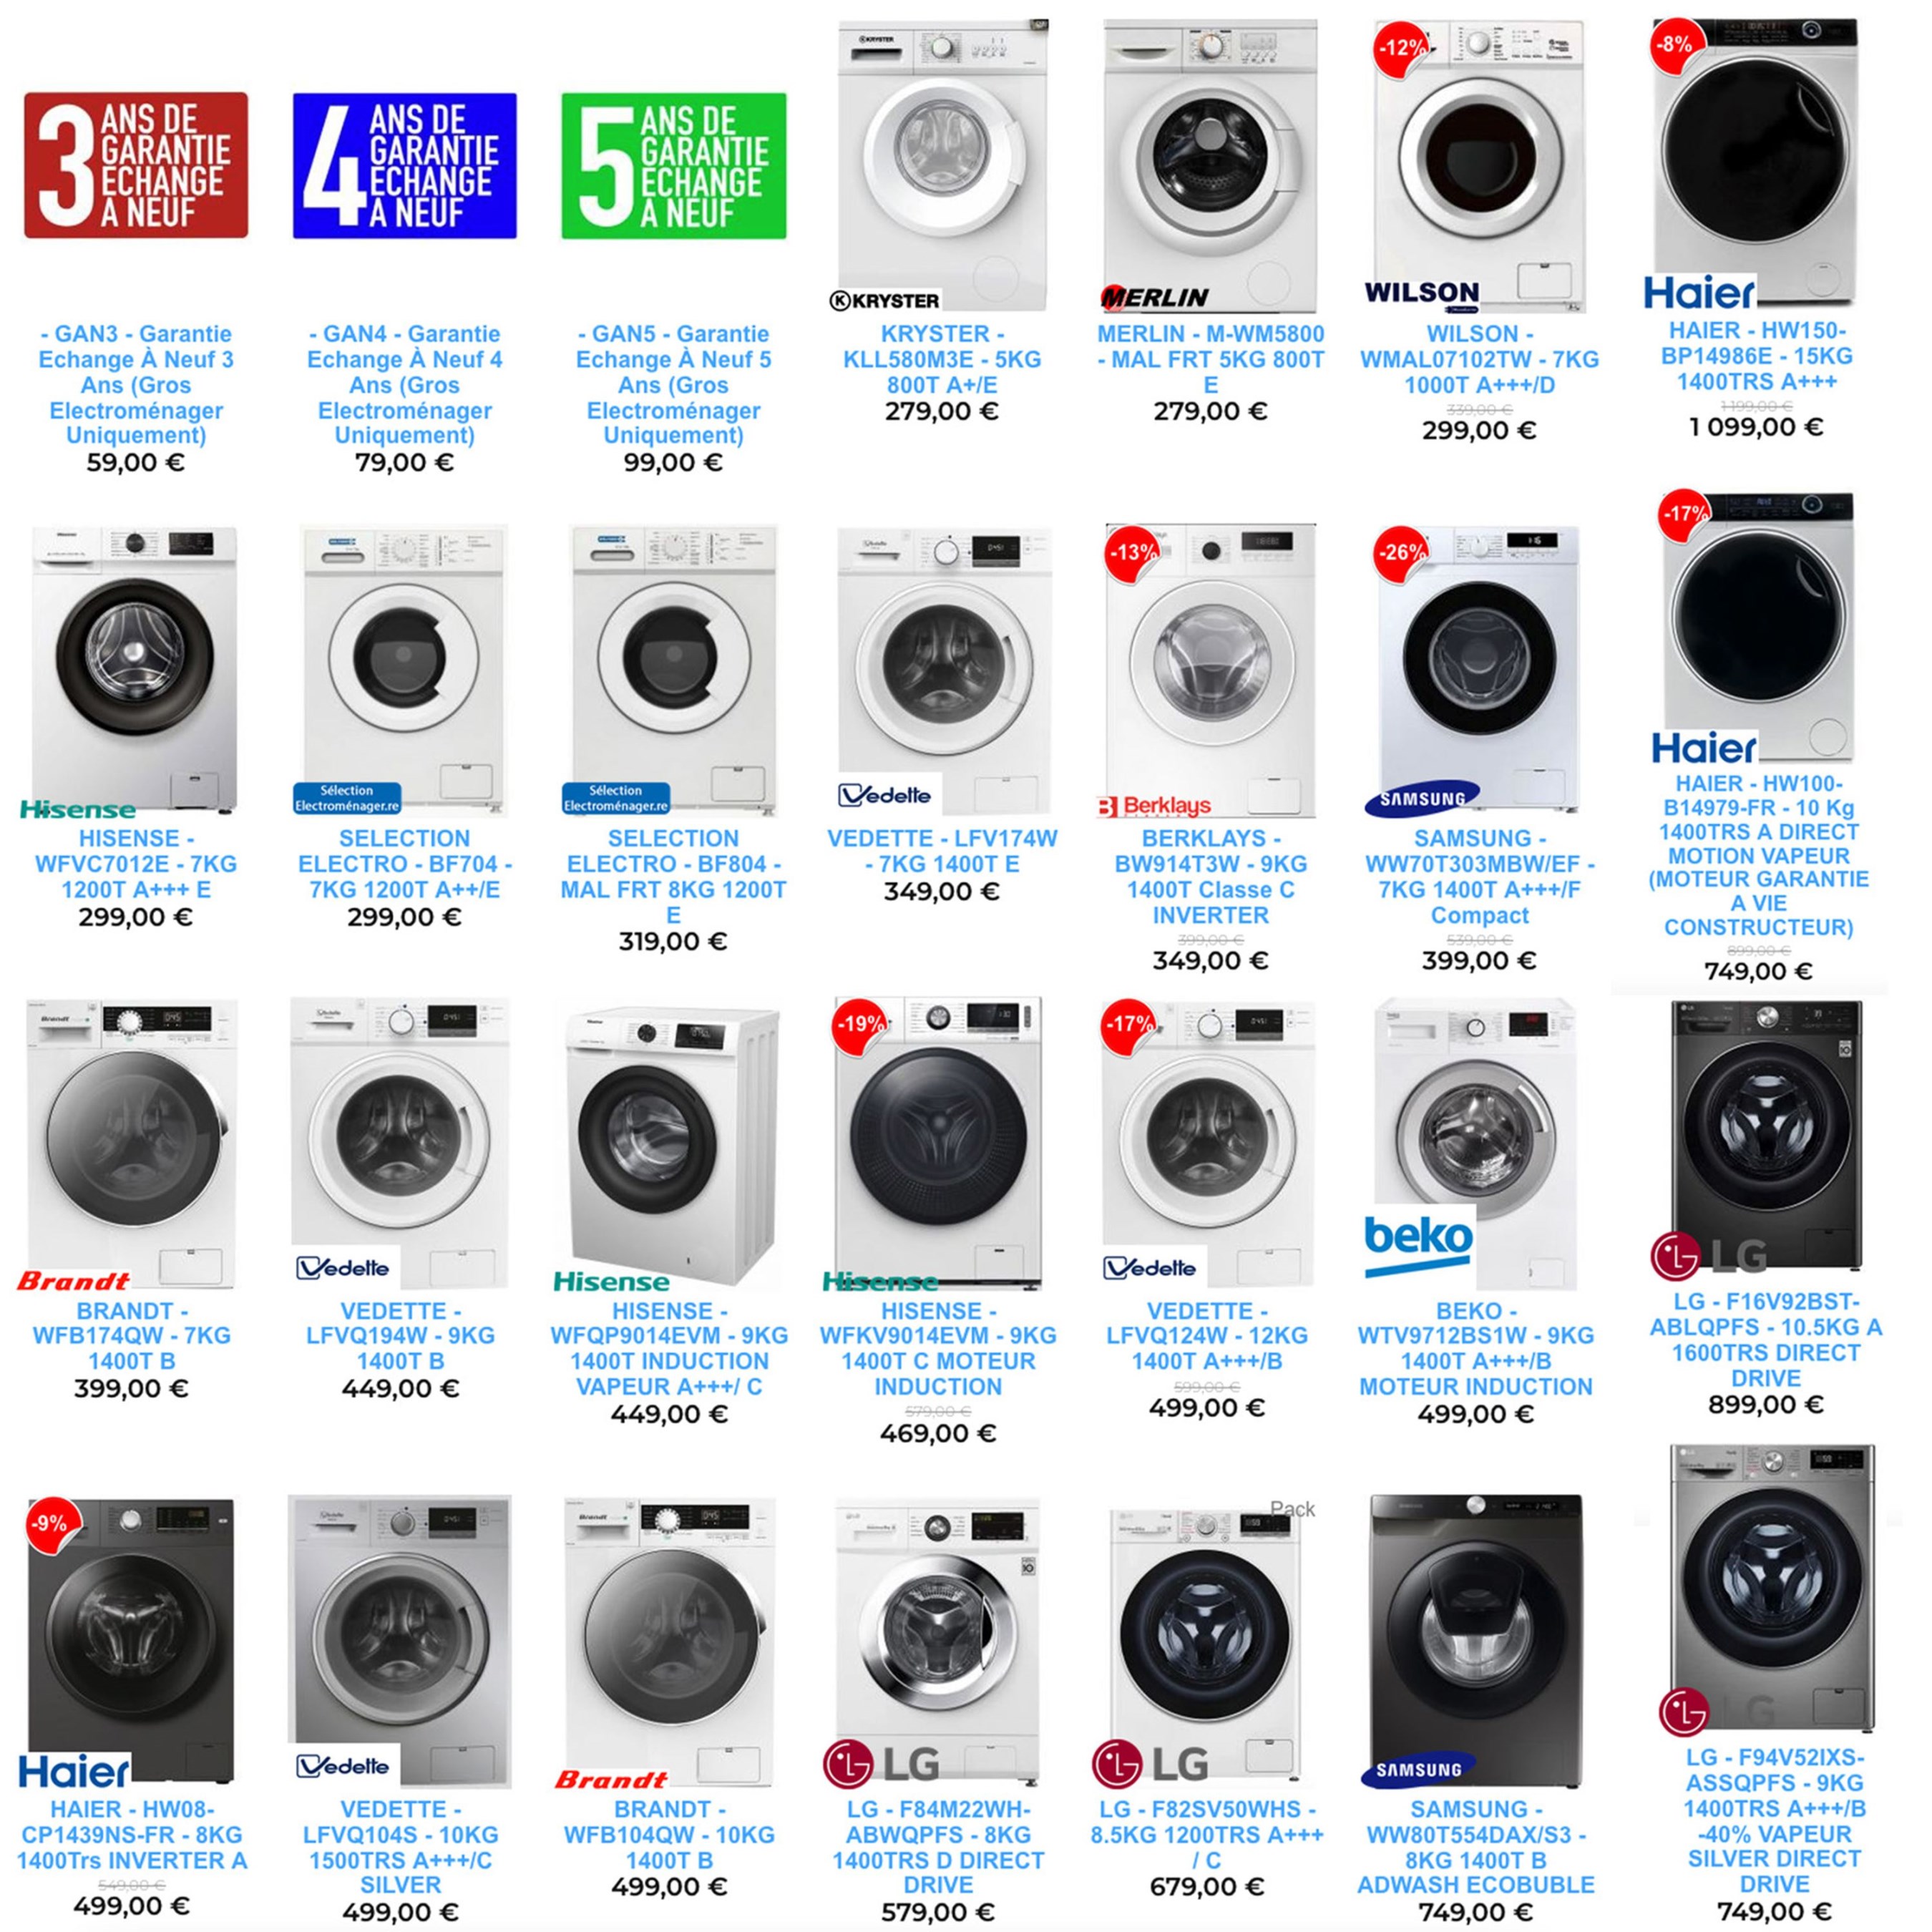 3 ANS DE
GARANTIE
ECHANGE
A NEUF
- GAN3 - Garantie
Echange À Neuf 3
Ans (Gros
Electroménager
Uniquement)
59,00 €
4 ANS DE
GARANTIE
ECHANGE
A NEUF
- GAN4 - Garantie
Echange À Neuf 4
Ans (Gros
Electroménager
Uniquement)
79,00 €
5 ANS DE
GARANTIE
ECHANGE
A NEUF
- GAN5 - Garantie
Echange À Neuf 5
Ans (Gros
Electroménager
Uniquement)
99,00 €
KRYSTER
KRYSTER
KRYSTER -
KLL580M3E - 5KG
800T A+/E
279,00 €
MERLIN
MERLIN - M-WM5800
- MAL FRT 5KG 800T
E
279,00 €
-12%
WILSON
WILSON -
WMAL07102TW - 7KG
1000T A+++/D
339,00 €
299,00 €
-8%
Haier
HAIER - HW150-
BP14986E - 15KG
1400TRS A+++
1 199,00 €
1 099,00 €
Hisense
Hisense
HISENSE -
WFVC7012E - 7KG
1200T A+++ E
299,00 €
Sélection
Electroménager.re
SELECTION
ELECTRO - BF704 -
7KG 1200T A++/E
299,00 €
Sélection
Electroménager.re
SELECTION
ELECTRO - BF804 -
MAL FRT 8KG 1200T
E
319,00 €
Vedette
Vedette
VEDETTE - LFV174W
- 7KG 1400T E
349,00 €
-13%
Berklays
BERKLAYS -
BW914T3W - 9KG
1400T Classe C
INVERTER
399,00 €
349,00 €
-26%
SAMSUNG
SAMSUNG -
WW70T303MBW/EF -
7KG 1400T A+++/F
Compact
539,00 €
399,00 €
-17%
Haier
HAIER - HW100-
B14979-FR - 10 Kg
1400TRS A DIRECT
MOTION VAPEUR
(MOTEUR GARANTIE
A VIE
CONSTRUCTEUR)
899,00 €
749,00 €
Brandt
Brandt
BRANDT -
WFB174QW - 7KG
1400T B
399,00 €
Vedette
Vedette
VEDETTE -
LFVQ194W - 9KG
1400T B
449,00 €
Hisense
Hisense
HISENSE -
WFQP9014EVM - 9KG
1400T INDUCTION
VAPEUR A+++/ C
449,00 €
-19%
Hisense
HISENSE -
WFKV9014EVM - 9KG
1400T C MOTEUR
INDUCTION
579,00 €
469,00 €
-17%
Vedette
VEDETTE -
LFVQ124W - 12KG
1400T A+++/B
599,00 €
499,00 €
beko
beko
BEKO -
WTV9712BS1W - 9KG
1400T A+++/B
MOTEUR INDUCTION
499,00 €
LG
LG
LG - F16V92BST-
ABLQPFS - 10.5KG A
1600TRS DIRECT
DRIVE
899,00 €
-9%
Haier
HAIER - HW08-
CP1439NS-FR - 8KG
1400Trs INVERTER A
549,00 €
499,00 €
Vedette
Vedette
VEDETTE -
LFVQ104S - 10KG
1500TRS A+++/C
SILVER
499,00 €
Brandt
Brandt
BRANDT -
WFB104QW - 10KG
1400T B
499,00 €
LG
LG
LG - F84M22WH-
ABWQPFS - 8KG
1400TRS D DIRECT
DRIVE
579,00 €
Pack
LG
LG - F82SV50WHS -
8.5KG 1200TRS A+++
/ C
679,00 €
SAMSUNG
SAMSUNG -
WW80T554DAX/S3 -
8KG 1400T B
ADWASH ECOBUBLE
749,00 €
LG
LG
LG - F94V52IXS-
ASSQPFS - 9KG
1400TRS A+++/B
-40% VAPEUR
SILVER DIRECT
DRIVE
749,00 €